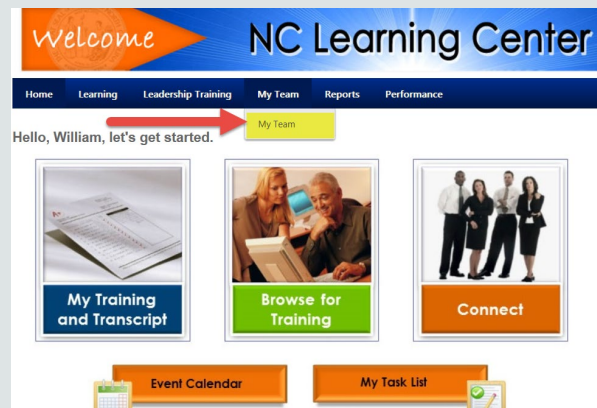 Welcome
NC Learning Center
Home Learning Leadership Training My Team Reports Performance
My Team
Hello, William, let's get started.
My Training
and Transcript
Browse for
Training
Connect
Event Calendar
My Task List